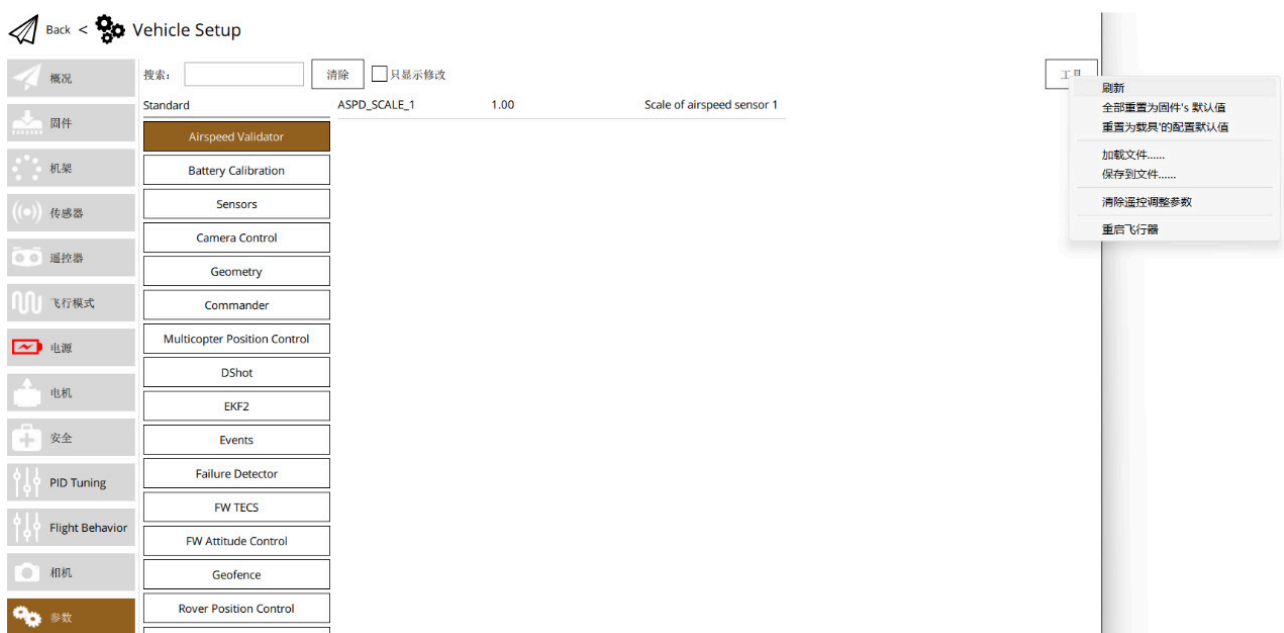 Back < Vehicle Setup
概况
固件
机架
传感器
遥控器
飞行模式
电源
电机
安全
PID Tuning
Flight Behavior
相机
参数
搜索： 清除 只显示修改 工具
Standard
Airspeed Validator
Battery Calibration
Sensors
Camera Control
Geometry
Commander
Multicopter Position Control
DShot
EKF2
Events
Failure Detector
FW TECS
FW Attitude Control
Geofence
Rover Position Control
ASPD_SCALE_1 1.00 Scale of airspeed sensor 1
刷新
全部重置为固件's 默认值
重置为载具'的配置默认值
加载文件......
保存到文件......
清除遥控调整参数
重启飞行器